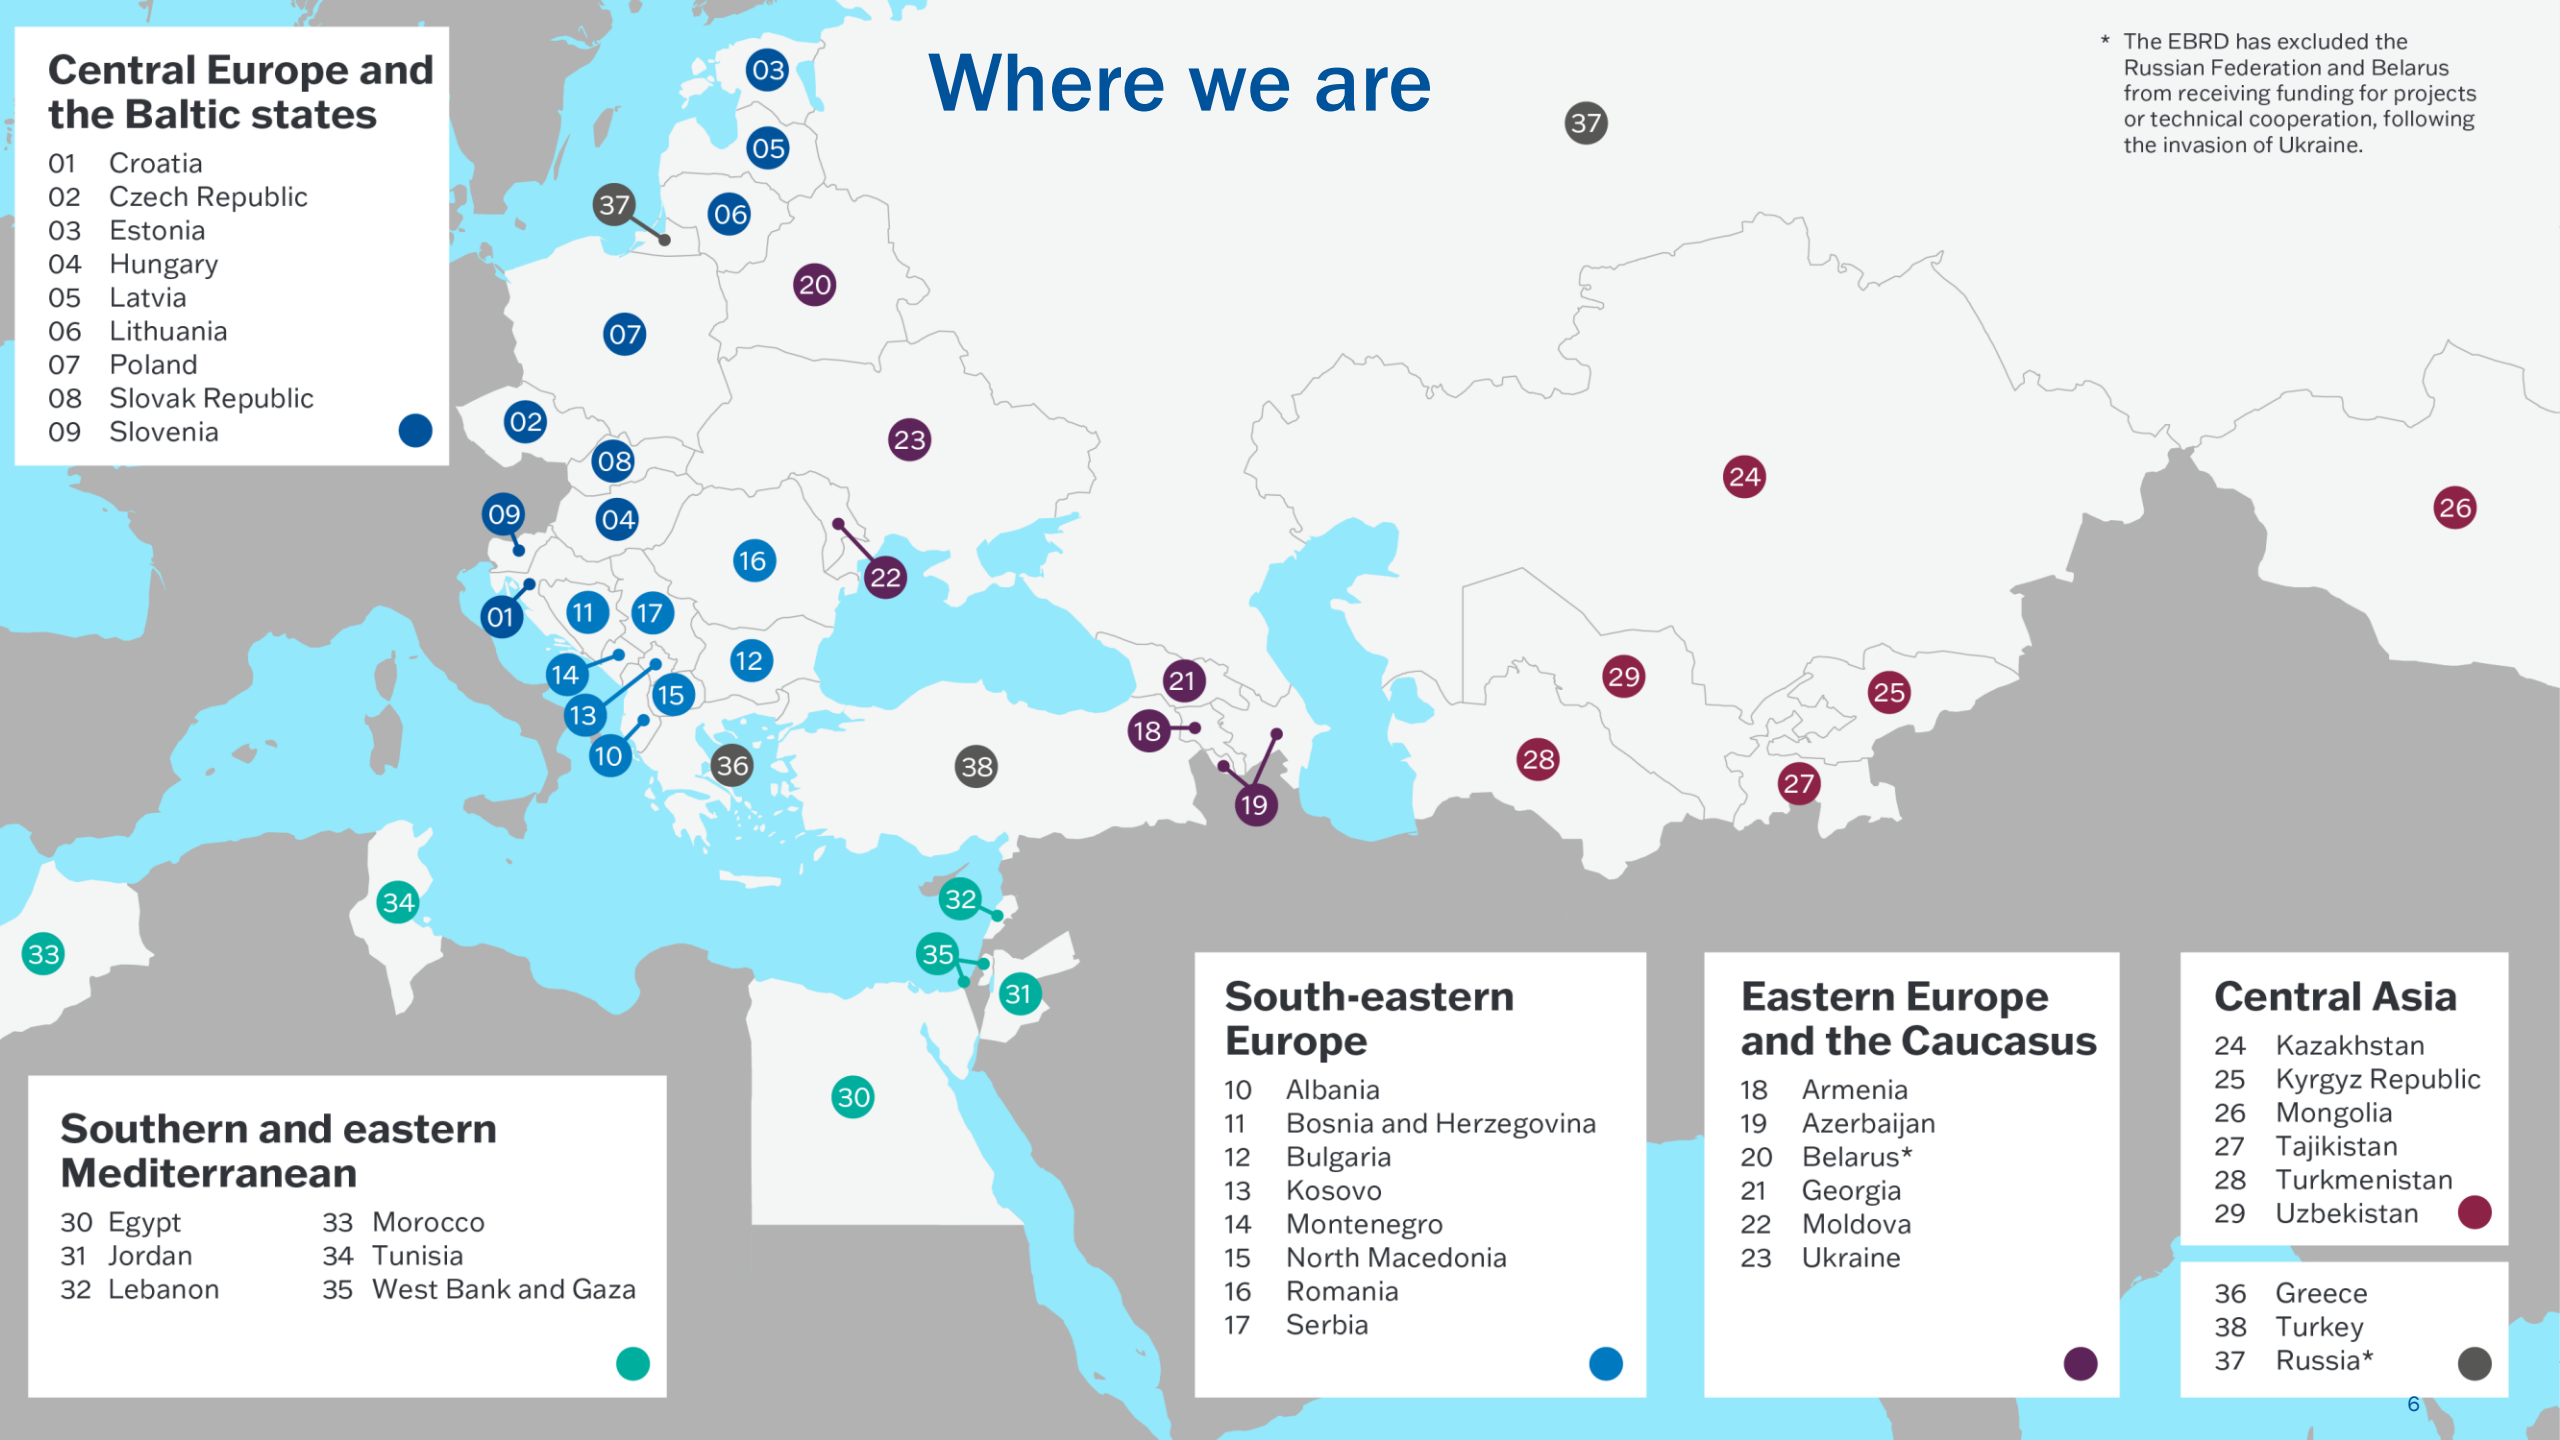 Where we are
* The EBRD has excluded the
Russian Federation and Belarus
from receiving funding for projects
or technical cooperation, following
the invasion of Ukraine.
Central Europe and
the Baltic states
01 Croatia
02 Czech Republic
03 Estonia
04 Hungary
05 Latvia
06 Lithuania
07 Poland
08 Slovak Republic
09 Slovenia
03
37
05
37
06
20
07
02
23
08
24
26
09
04
16
22
01
11
17
12
14
29
21
25
15
13
18
10
36
38
28
27
19
32
34
33
35
31
30
Southern and eastern
Mediterranean
30 Egypt
31 Jordan
32 Lebanon
33 Morocco
34 Tunisia
35 West Bank and Gaza
South-eastern
Europe
10 Albania
11 Bosnia and Herzegovina
12 Bulgaria
13 Kosovo
14 Montenegro
15 North Macedonia
16 Romania
17 Serbia
Eastern Europe
and the Caucasus
18 Armenia
19 Azerbaijan
20 Belarus*
21 Georgia
22 Moldova
23 Ukraine
Central Asia
24 Kazakhstan
25 Kyrgyz Republic
26 Mongolia
27 Tajikistan
28 Turkmenistan
29 Uzbekistan
36 Greece
38 Turkey
37 Russia*
6